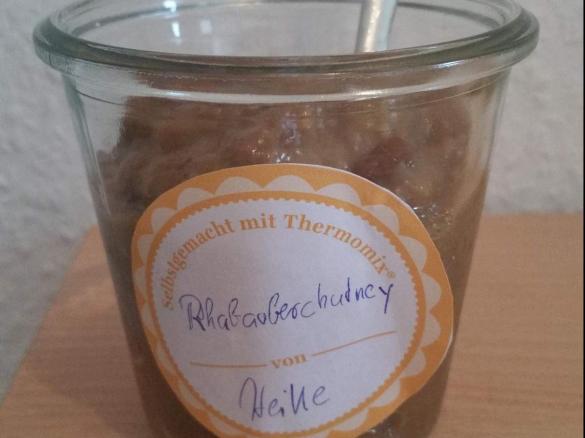 Selbstgemacht mit Thermomix®
Rhabarberchutney
von
Heike